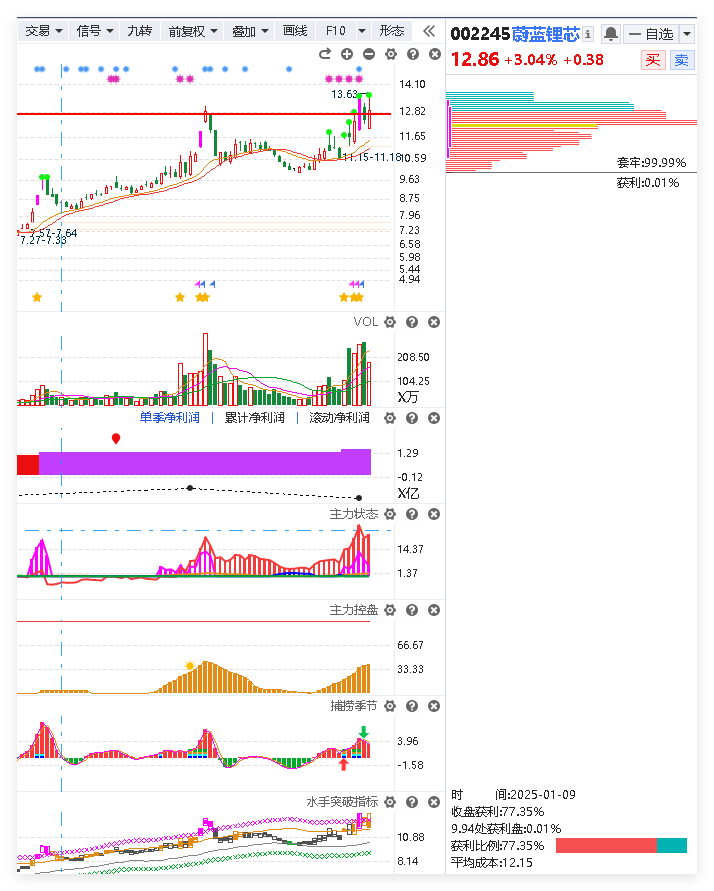 交易 信号 九转 前复权 叠加 画线 F10 形态
002245蔚蓝锂芯 自选
12.86 +3.04% +0.38 买 卖
13.63
14.10
12.82
11.65
11.15-11.18
10.59
9.63
8.75
7.96
7.57-7.64
7.23
7.27-7.33
6.58
5.98
5.44
4.94
套牢:99.99%
获利:0.01%
VOL
208.50
104.25
X万
单季净利润 | 累计净利润 | 滚动净利润
1.29
-0.12
X亿
主力状态
14.37
1.37
主力控盘
66.67
33.33
捕捞季节
3.96
-1.58
水手突破指标
10.88
8.14
时 间:2025-01-09
收盘获利:77.35%
9.94处获利盘:0.01%
获利比例:77.35%
平均成本:12.15